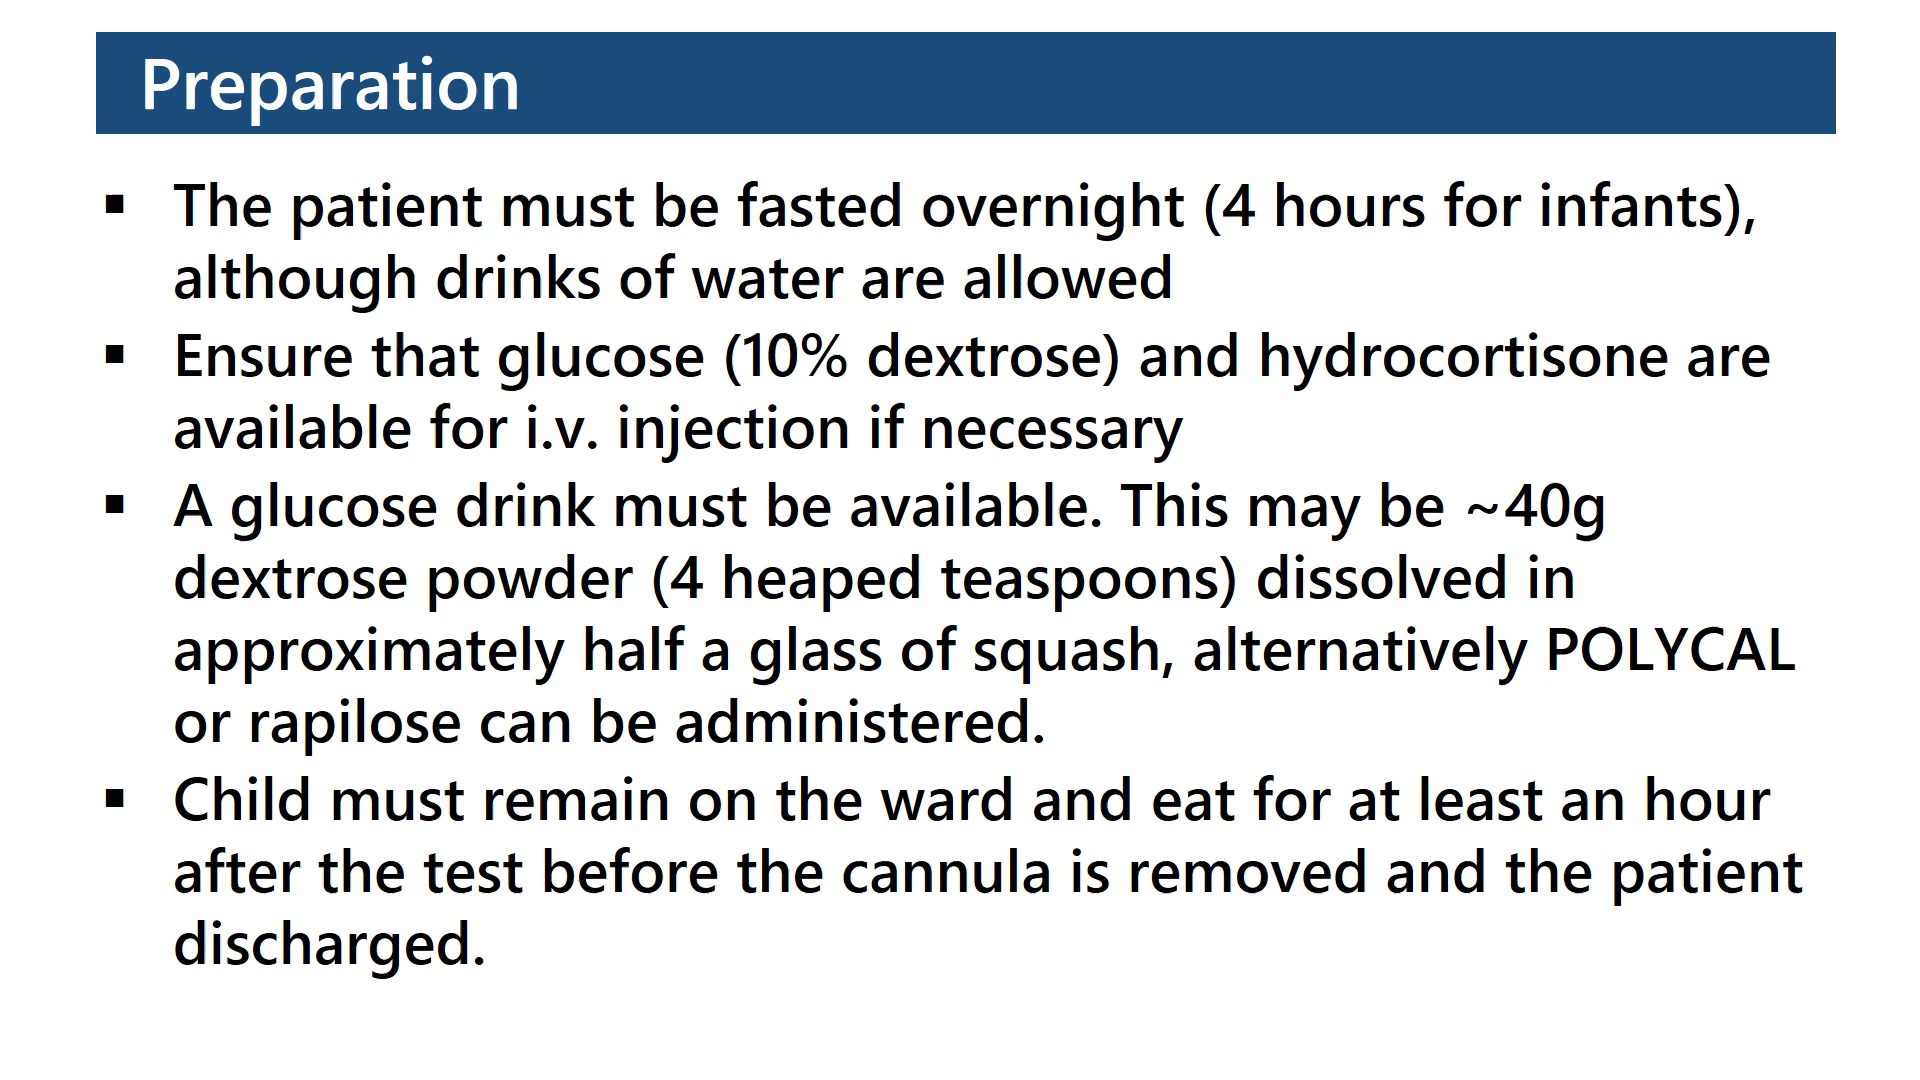 Preparation
▪ The patient must be fasted overnight (4 hours for infants),
although drinks of water are allowed
▪ Ensure that glucose (10% dextrose) and hydrocortisone are
available for i.v. injection if necessary
▪ A glucose drink must be available. This may be ~40g
dextrose powder (4 heaped teaspoons) dissolved in
approximately half a glass of squash, alternatively POLYCAL
or rapilose can be administered.
▪ Child must remain on the ward and eat for at least an hour
after the test before the cannula is removed and the patient
discharged.